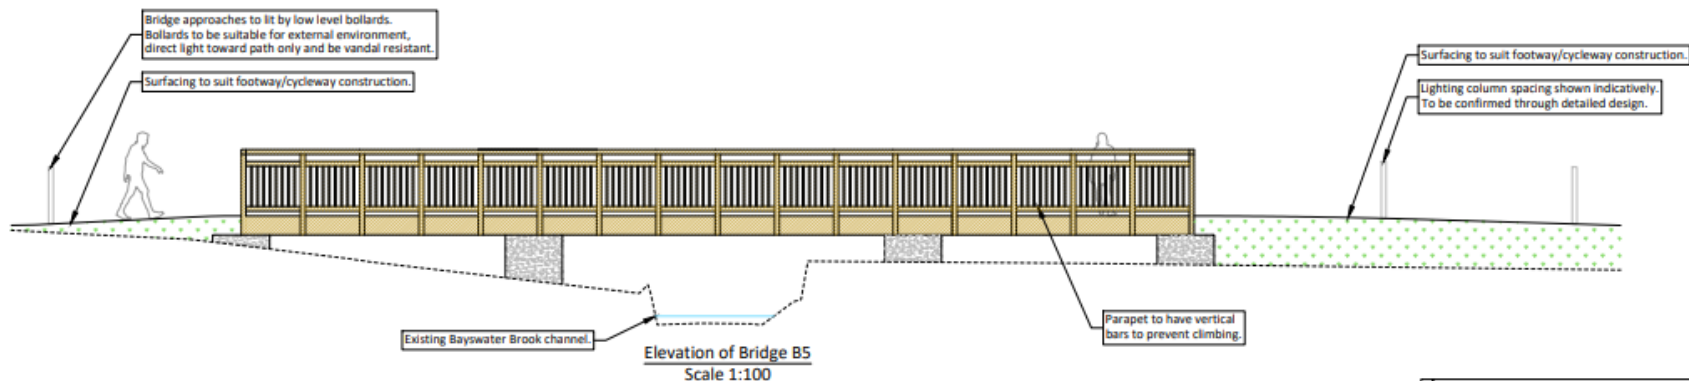 Bridge approaches to lit by low level bollards.
Bollards to be suitable for external environment,
direct light toward path only and be vandal resistant.
Surfacing to suit footway/cycleway construction.
Surfacing to suit footway/cycleway construction.
Lighting column spacing shown indicatively.
To be confirmed through detailed design.
Existing Bayswater Brook channel.
Parapet to have vertical
bars to prevent climbing.
Elevation of Bridge B5
Scale 1:100